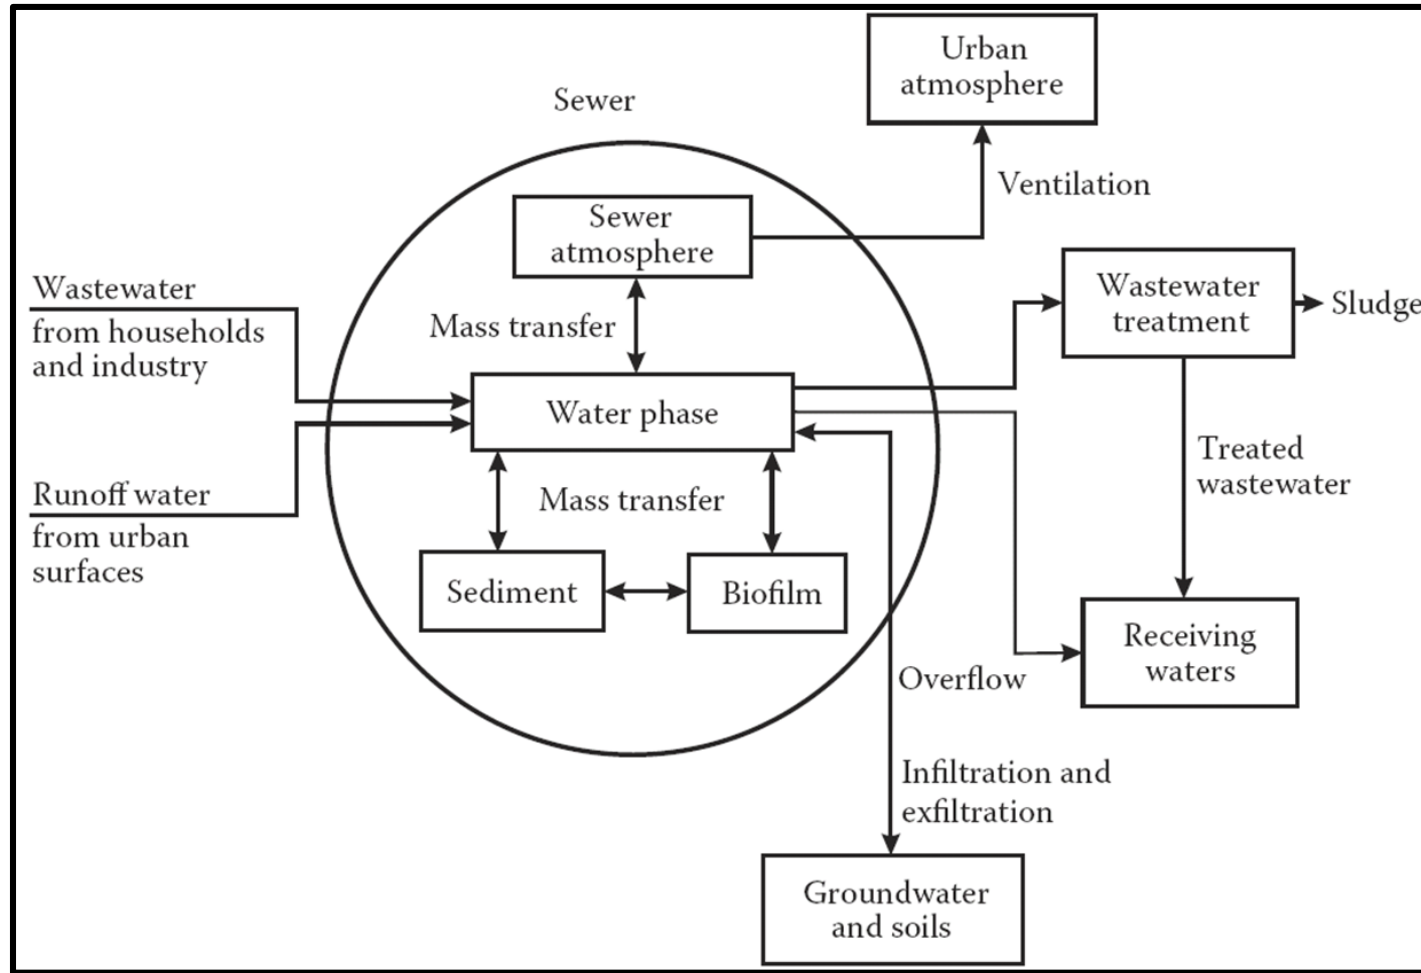 Urban
atmosphere
Sewer
Ventilation
Sewer
atmosphere
Wastewater
from households
and industry
Mass transfer
Wastewater
treatment
Sludge
Water phase
Runoff water
from urban
surfaces
Mass transfer
Treated
wastewater
Sediment
Biofilm
Receiving
waters
Overflow
Infiltration and
exfiltration
Groundwater
and soils